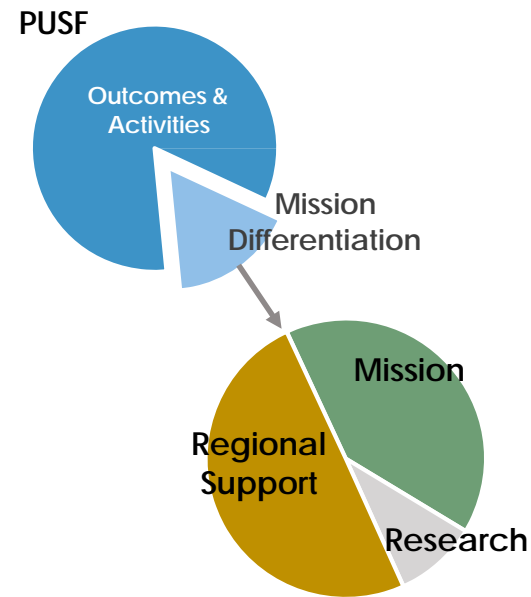 PUSF
Outcomes &
Activities
Mission
Differentiation
Mission
Regional
Support
Research